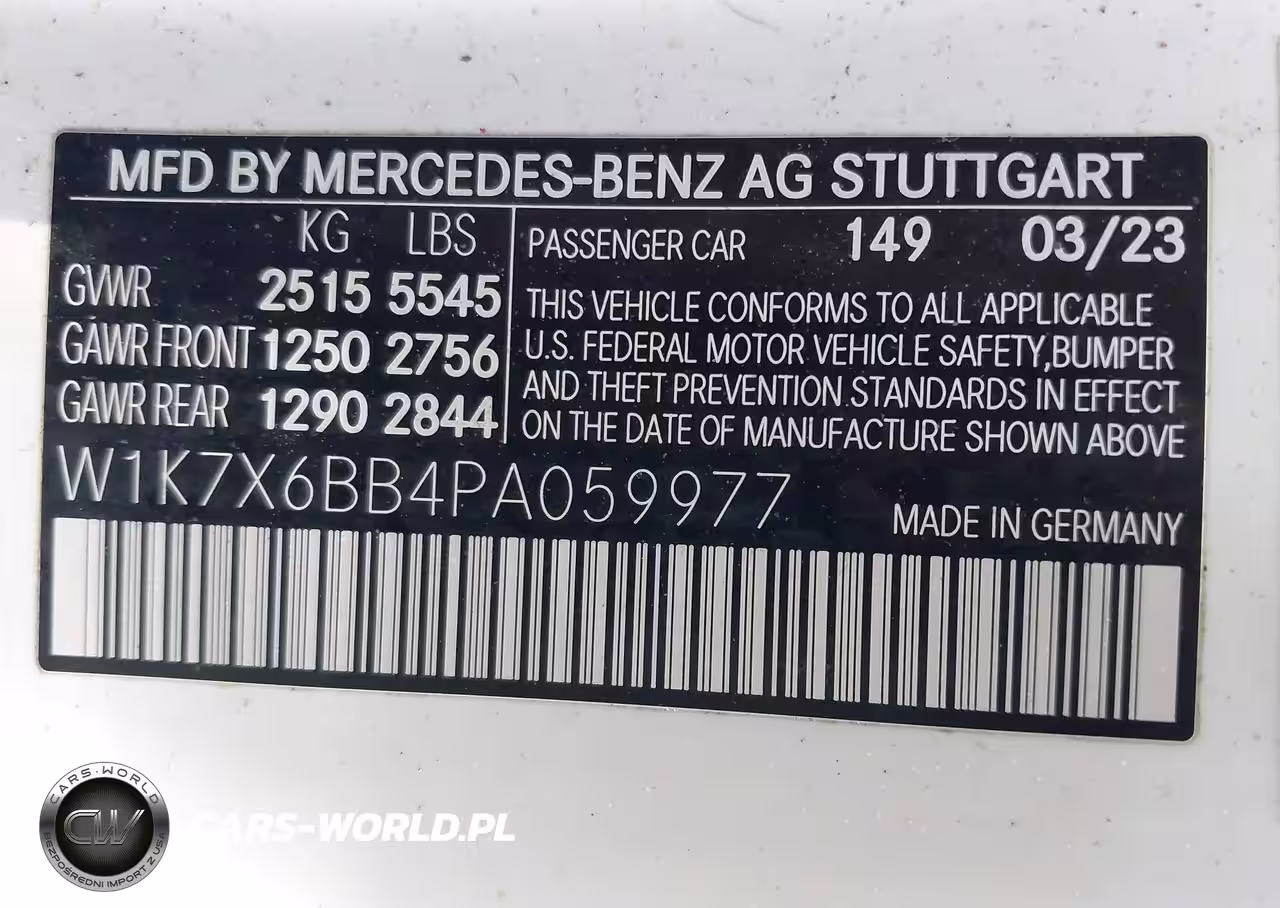 MFD BY MERCEDES-BENZ AG STUTTGART
KG LBS
GVWR 2515 5545
GAWR FRONT 1250 2756
GAWR REAR 1290 2844
PASSENGER CAR 149 03/23
THIS VEHICLE CONFORMS TO ALL APPLICABLE
U.S. FEDERAL MOTOR VEHICLE SAFETY,BUMPER
AND THEFT PREVENTION STANDARDS IN EFFECT
ON THE DATE OF MANUFACTURE SHOWN ABOVE
W1K7X6BB4PA059977
MADE IN GERMANY
CARS-WORLD
CW
BEZPOŚREDNI IMPORT Z USA
CARS-WORLD.PL